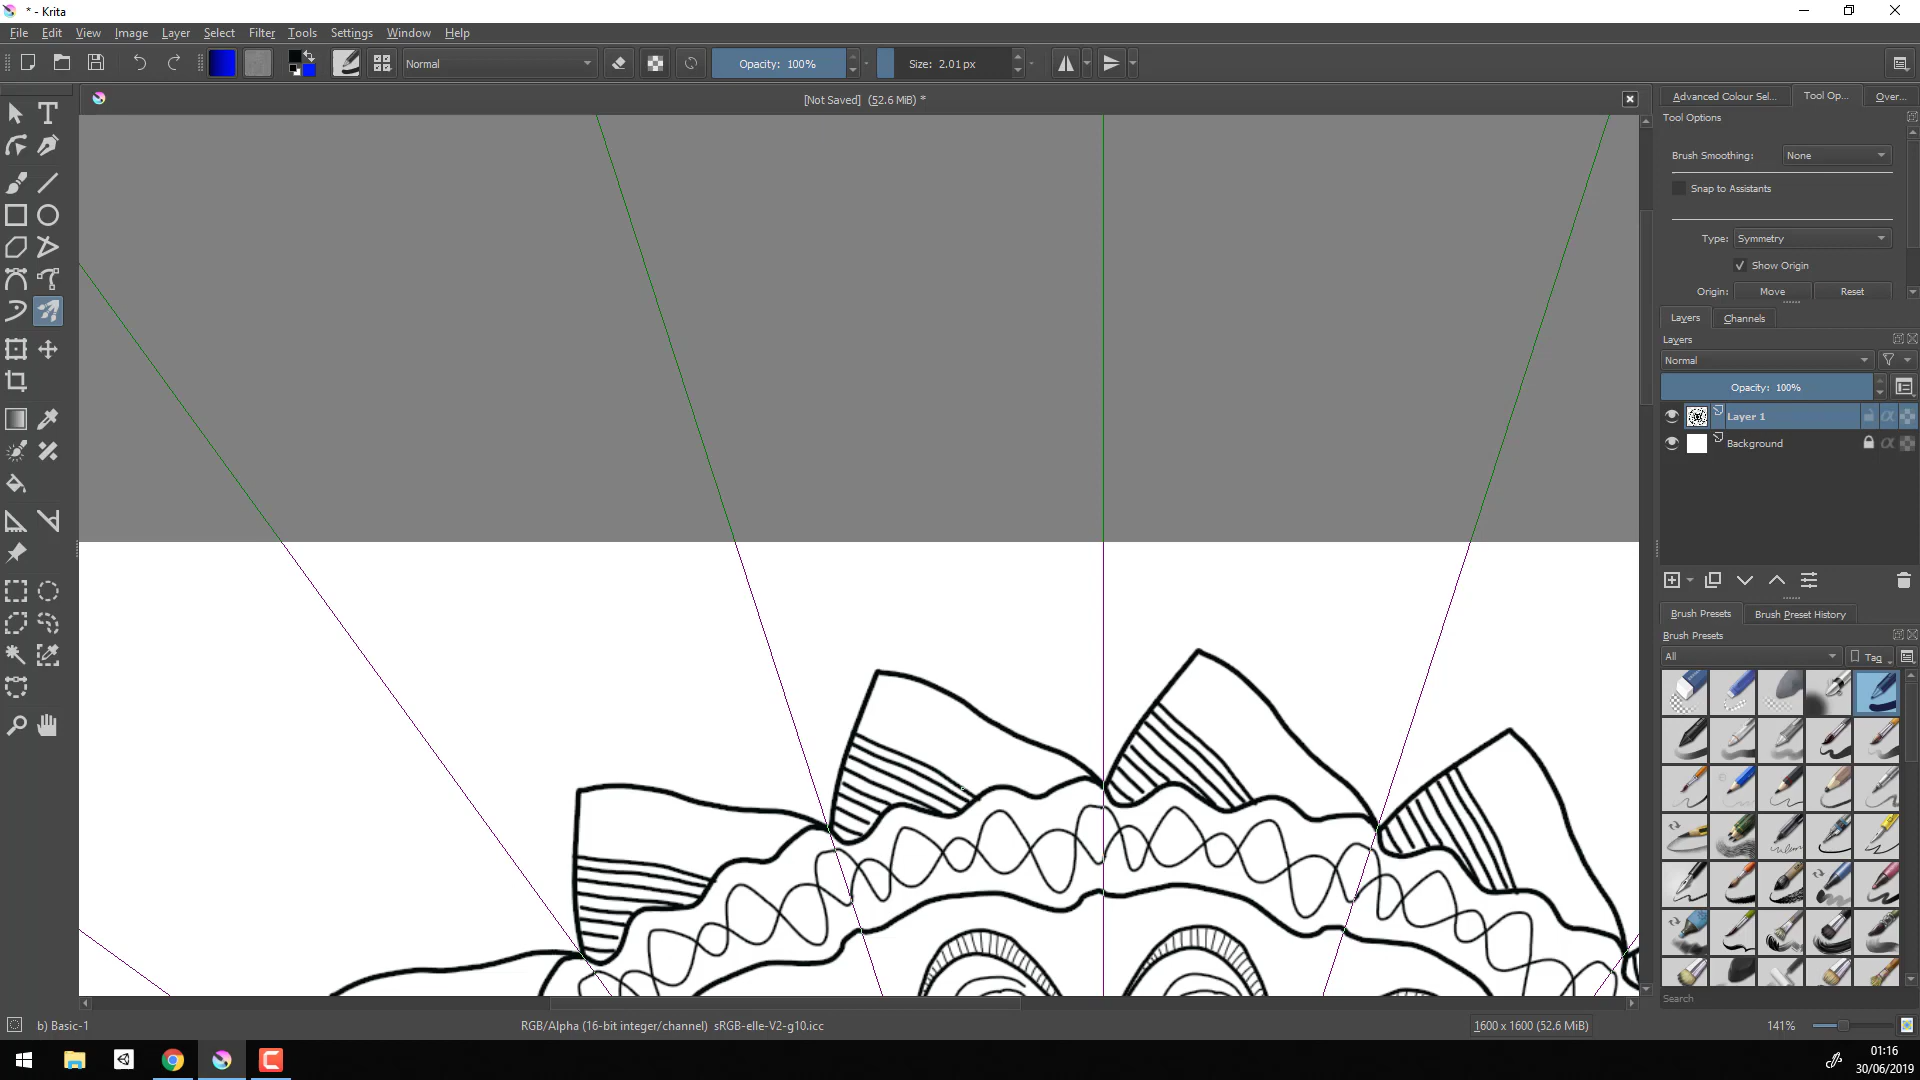 * - Krita
File Edit View Image Layer Select Filter Tools Settings Window Help
Normal Opacity: 100% Size: 2.01 px
[Not Saved] (52.6 MiB) *
Advanced Colour Sel... Tool Op... Over...
Tool Options
Brush Smoothing: None
Snap to Assistants
Type: Symmetry
Show Origin
Origin: Move Reset
Layers Channels
Layers
Normal
Opacity: 100%
Layer 1
Background
Brush Presets Brush Preset History
Brush Presets
All Tag
Search
b) Basic-1 RGB/Alpha (16-bit integer/channel) sRGB-elle-V2-g10.icc 1600 x 1600 (52.6 MiB) 141%
01:16
30/06/2019